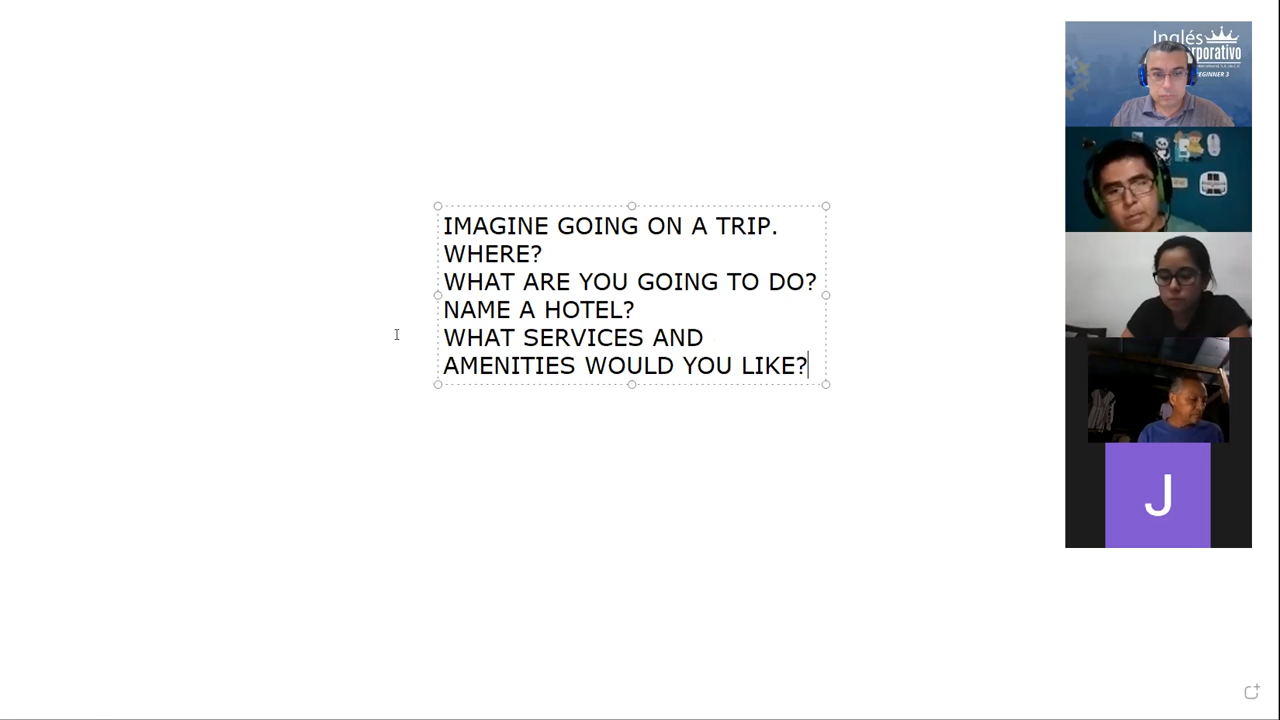 IMAGINE GOING ON A TRIP.
WHERE?
WHAT ARE YOU GOING TO DO?
NAME A HOTEL?
WHAT SERVICES AND
AMENITIES WOULD YOU LIKE?
Inglés
J